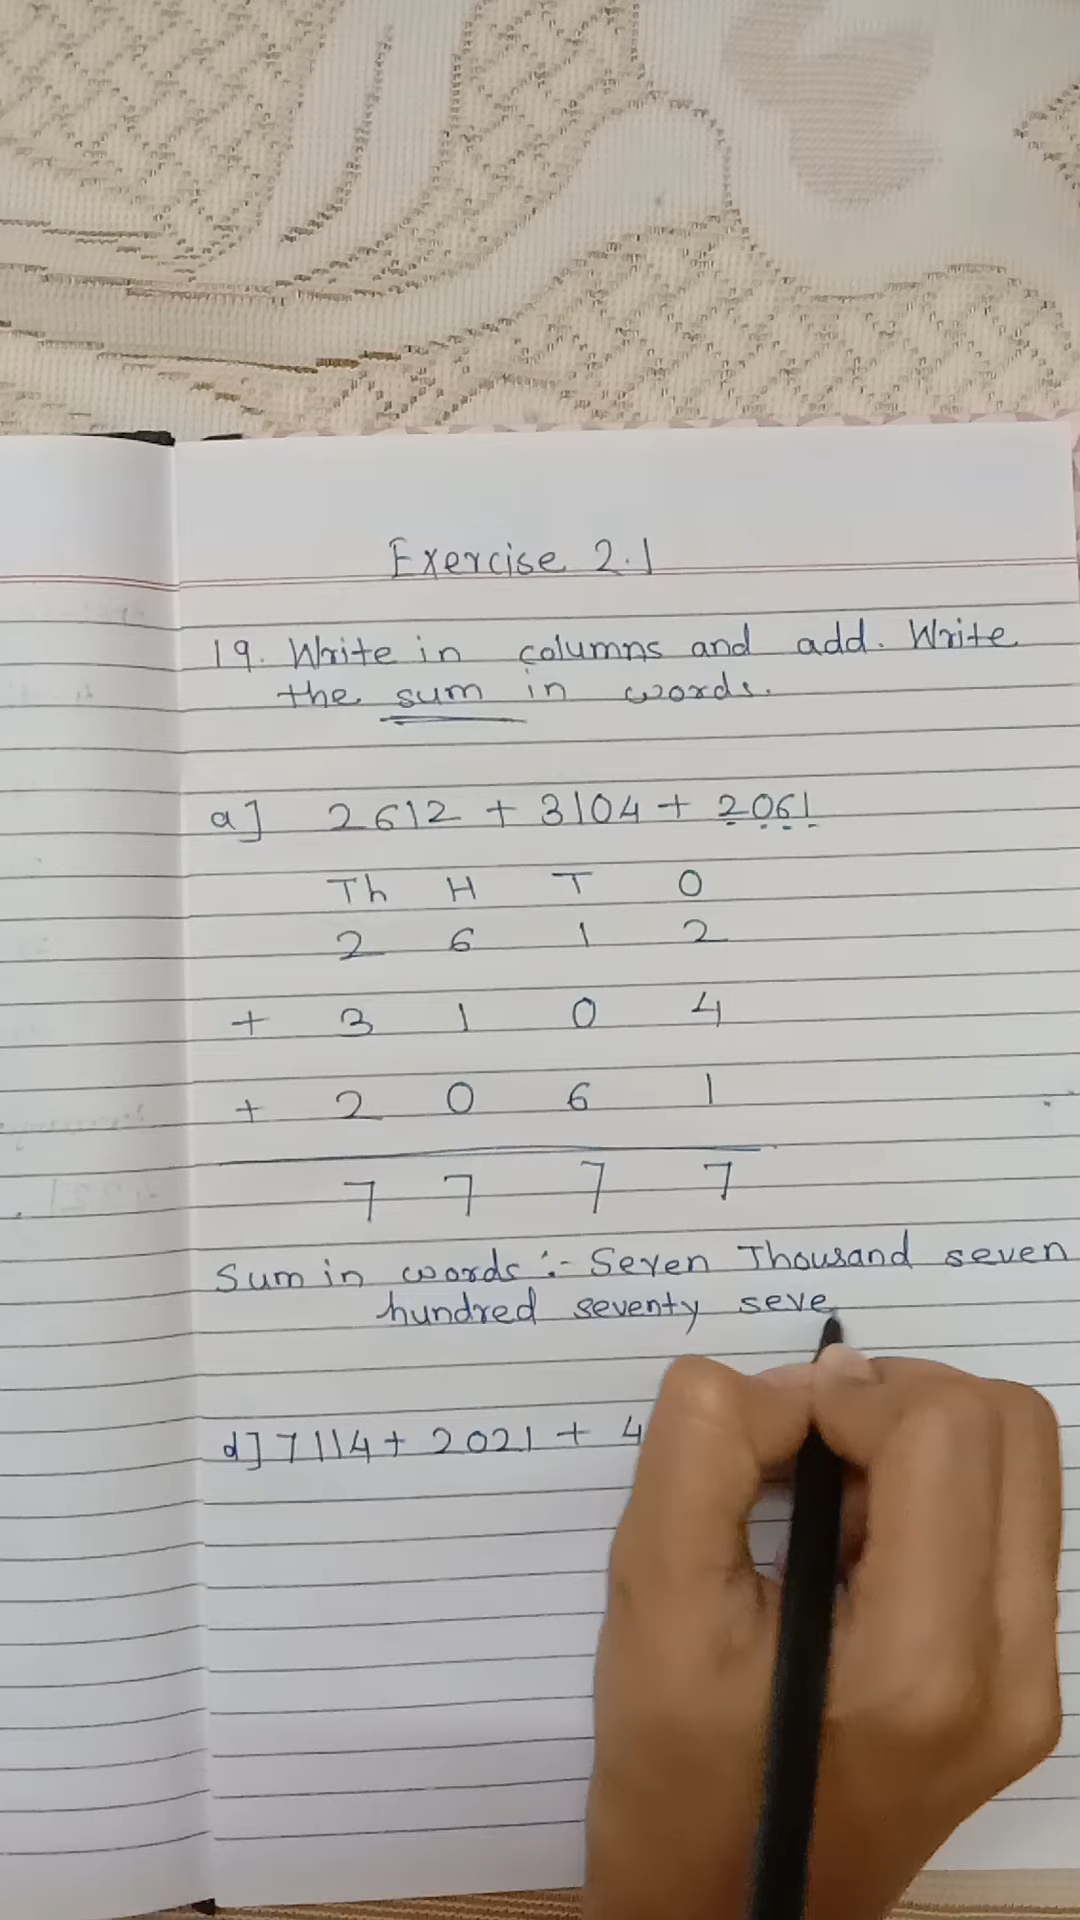 Exercise 2.1
19. Write in columns and add. Write
the sum in words.
a] 2612 + 3104 + 2061
Th H T O
2 6 1 2
+ 3 1 0 4
+ 2 0 6 1
7 7 7 7
Sum in words :- Seven Thousand seven
hundred seventy seve
d] 7114 + 2021 + 4